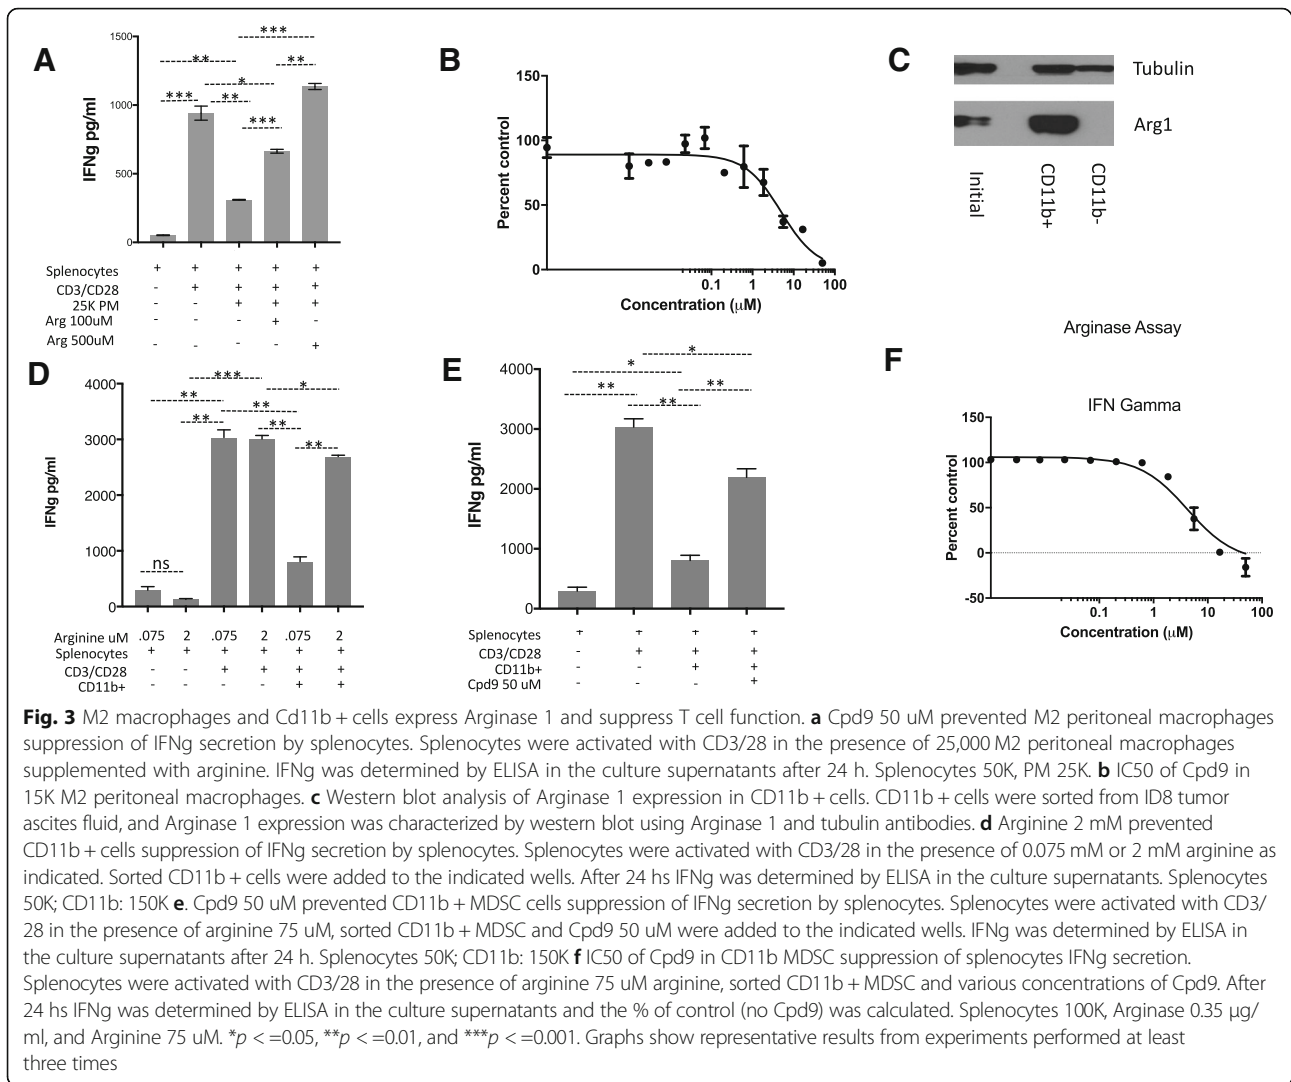 A
IFNg pg/ml
1500
1000
500
0
**
***
***
*
**
**
***
Splenocytes + + + + +
CD3/CD28 - + + + +
25K PM - - + + +
Arg 100uM - - - + -
Arg 500uM - - - - +
B
Percent control
150
100
50
0
0.1 1 10 100
Concentration (μM)
C
Tubulin
Arg1
Initial
CD11b+
CD11b-
D
IFNg pg/ml
4000
3000
2000
1000
0
***
*
**
**
**
**
**
ns
Arginine uM .075 2 .075 2 .075 2
Splenocytes + + + + + +
CD3/CD28 - - + + + +
CD11b+ - - - - + +
E
IFNg pg/ml
4000
3000
2000
1000
0
*
*
**
**
**
Splenocytes + + + +
CD3/CD28 - + + +
CD11b+ - - + +
Cpd9 50 uM - - - +
Arginase Assay
F
IFN Gamma
Percent control
150
100
50
0
-50
0.1 1 10 100
Concentration (μM)
Fig. 3 M2 macrophages and Cd11b + cells express Arginase 1 and suppress T cell function. a Cpd9 50 uM prevented M2 peritoneal macrophages
suppression of IFNg secretion by splenocytes. Splenocytes were activated with CD3/28 in the presence of 25,000 M2 peritoneal macrophages
supplemented with arginine. IFNg was determined by ELISA in the culture supernatants after 24 h. Splenocytes 50K, PM 25K. b IC50 of Cpd9 in
15K M2 peritoneal macrophages. c Western blot analysis of Arginase 1 expression in CD11b + cells. CD11b + cells were sorted from ID8 tumor
ascites fluid, and Arginase 1 expression was characterized by western blot using Arginase 1 and tubulin antibodies. d Arginine 2 mM prevented
CD11b + cells suppression of IFNg secretion by splenocytes. Splenocytes were activated with CD3/28 in the presence of 0.075 mM or 2 mM arginine as
indicated. Sorted CD11b + cells were added to the indicated wells. After 24 hs IFNg was determined by ELISA in the culture supernatants. Splenocytes
50K; CD11b: 150K e. Cpd9 50 uM prevented CD11b + MDSC cells suppression of IFNg secretion by splenocytes. Splenocytes were activated with CD3/
28 in the presence of arginine 75 uM, sorted CD11b + MDSC and Cpd9 50 uM were added to the indicated wells. IFNg was determined by ELISA in
the culture supernatants after 24 h. Splenocytes 50K; CD11b: 150K f IC50 of Cpd9 in CD11b MDSC suppression of splenocytes IFNg secretion.
Splenocytes were activated with CD3/28 in the presence of arginine 75 uM arginine, sorted CD11b + MDSC and various concentrations of Cpd9. After
24 hs IFNg was determined by ELISA in the culture supernatants and the % of control (no Cpd9) was calculated. Splenocytes 100K, Arginase 0.35 μg/
ml, and Arginine 75 uM. *p < =0.05, **p < =0.01, and ***p < =0.001. Graphs show representative results from experiments performed at least
three times